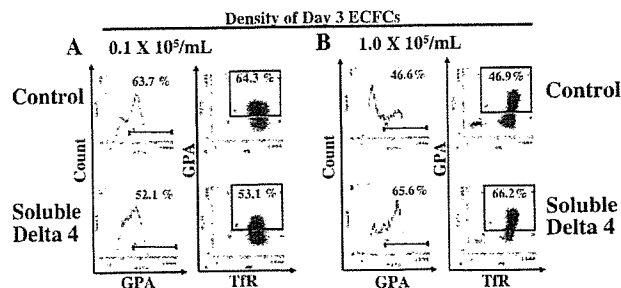 Density of Day 3 ECFCs
A 0.1 X 10⁵/mL B 1.0 X 10⁵/mL
Control 63.7 % 64.3 % 46.6% 46.9% Control
Count GPA Count GPA
Soluble Delta 4 52.1 % 53.1% 65.6% 66.2% Soluble Delta 4
GPA TfR GPA TfR